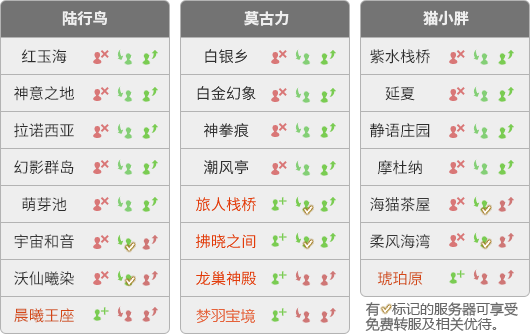 陆行鸟
红玉海
神意之地
拉诺西亚
幻影群岛
萌芽池
宇宙和音
沃仙曦染
晨曦王座
莫古力
白银乡
白金幻象
神拳痕
潮风亭
旅人栈桥
拂晓之间
龙巢神殿
梦羽宝境
猫小胖
紫水栈桥
延夏
静语庄园
摩杜纳
海猫茶屋
柔风海湾
琥珀原
有标记的服务器可享受
免费转服及相关优待。